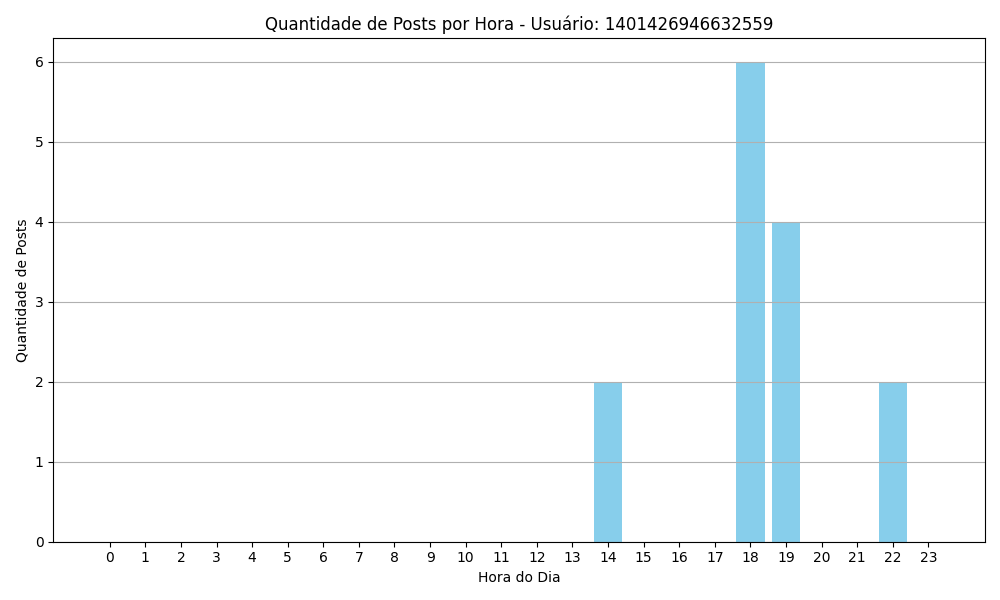 Quantidade de Posts por Hora - Usuário: 1401426946632559
6
5
4
3
2
1
0
Quantidade de Posts
0 1 2 3 4 5 6 7 8 9 10 11 12 13 14 15 16 17 18 19 20 21 22 23
Hora do Dia